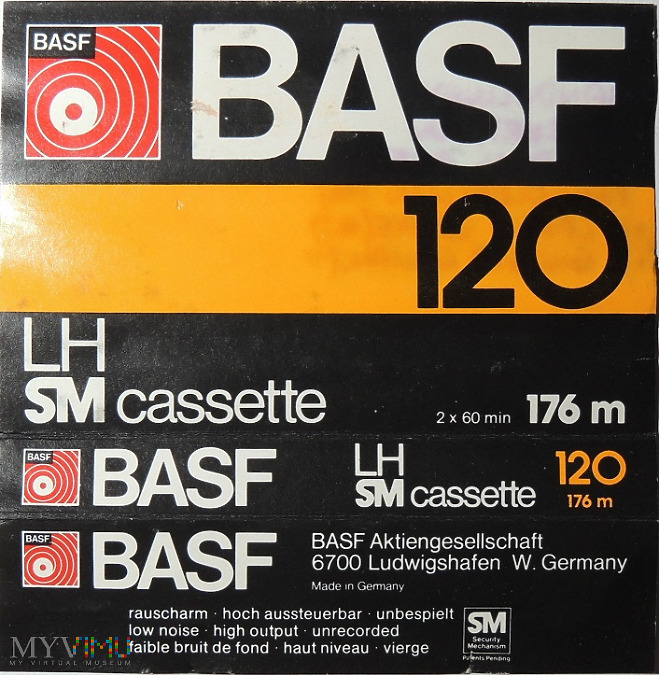 BASF
BASF
120
LH
SM cassette
2 x 60 min 176 m
BASF
BASF
LH
SM cassette
120
176 m
BASF
BASF
BASF Aktiengesellschaft
6700 Ludwigshafen W. Germany
Made in Germany
rauscharm · hoch aussteuerbar · unbespielt
low noise · high output · unrecorded
faible bruit de fond · haut niveau · vierge
SM
Security
Mechanism
Patents Pending
MYVIMU
MY VIRTUAL MUSEUM